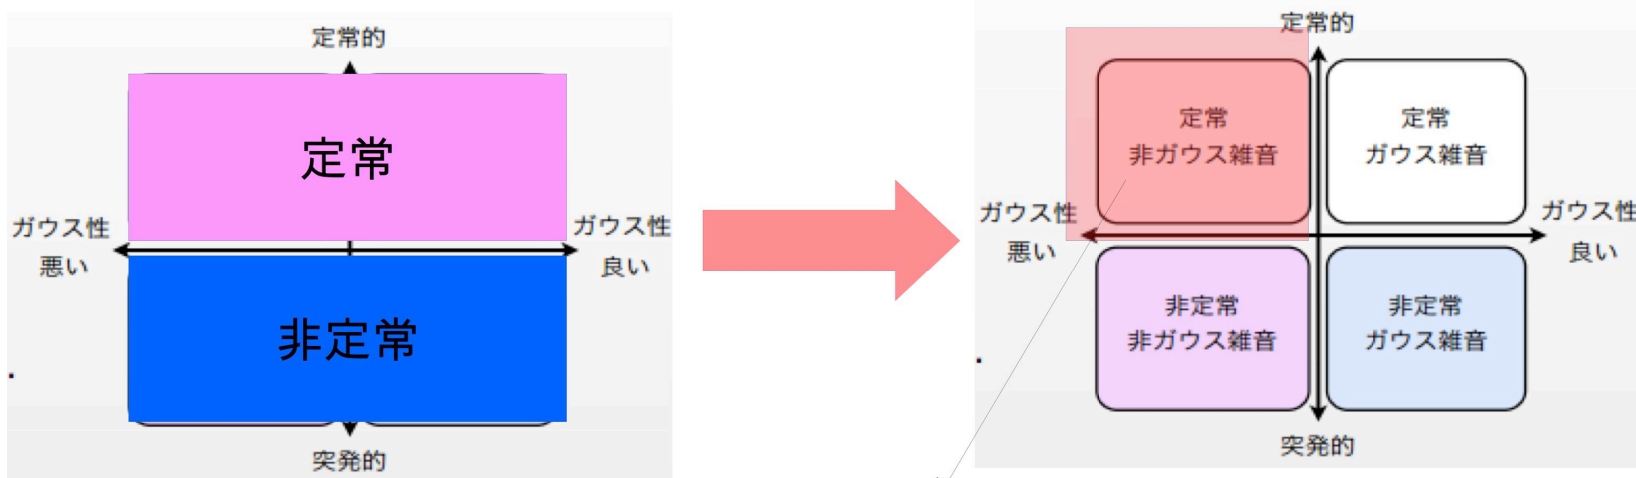 定常的
定常
ガウス性
悪い
ガウス性
良い
非定常
突発的
定常的
定常
非ガウス雑音
定常
ガウス雑音
ガウス性
悪い
ガウス性
良い
非定常
非ガウス雑音
非定常
ガウス雑音
突発的